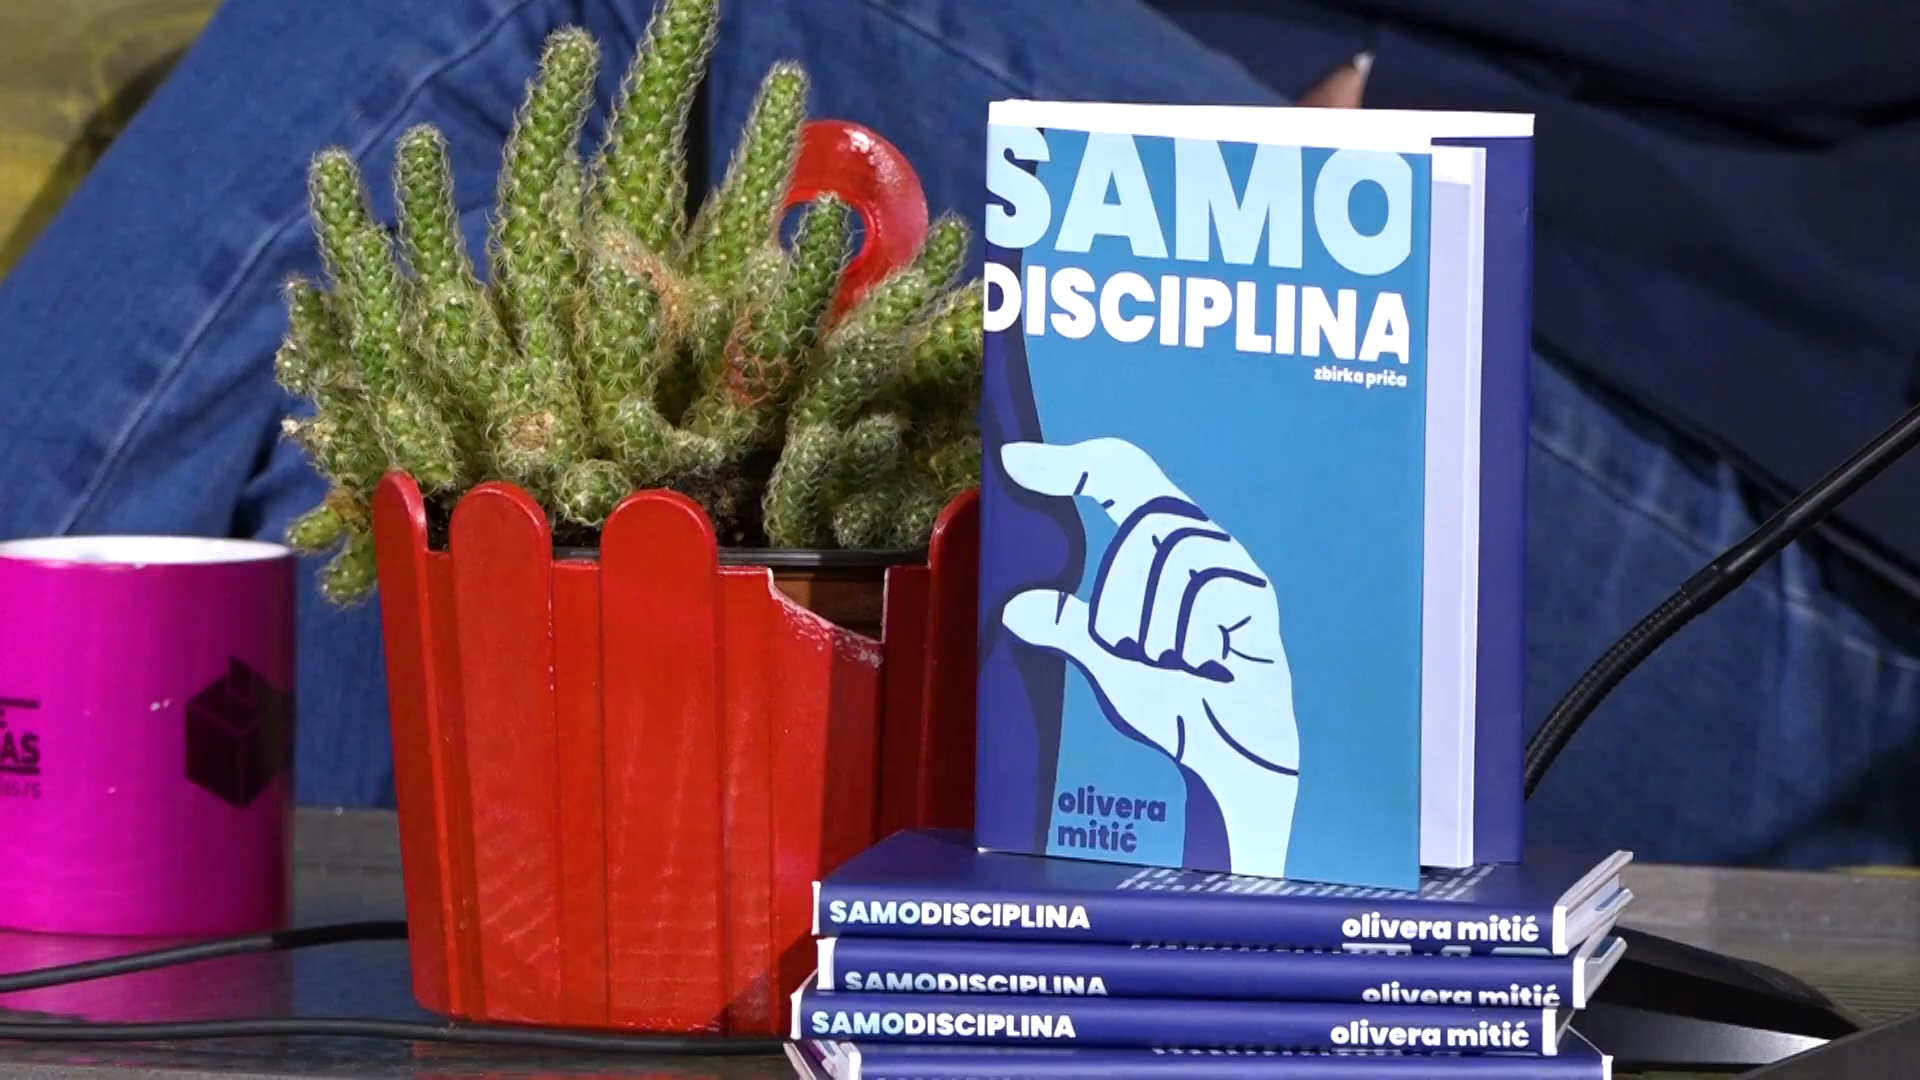 SAMO
DISCIPLINA
zbirka priča
olivera
mitić
SAMODISCIPLINA olivera mitić
SAMODISCIPLINA olivera mitić
SAMODISCIPLINA olivera mitić